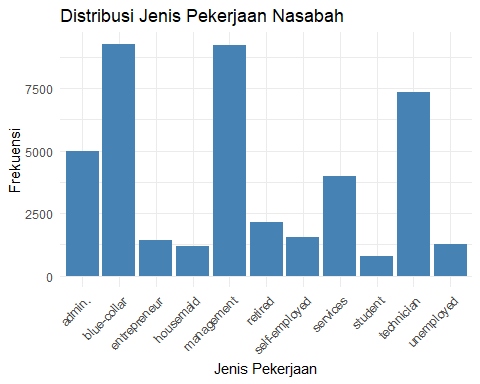 Distribusi Jenis Pekerjaan Nasabah
Frekuensi
7500
5000
2500
0
admin.
blue-collar
entrepreneur
housemaid
management
retired
self-employed
services
student
technician
unemployed
Jenis Pekerjaan